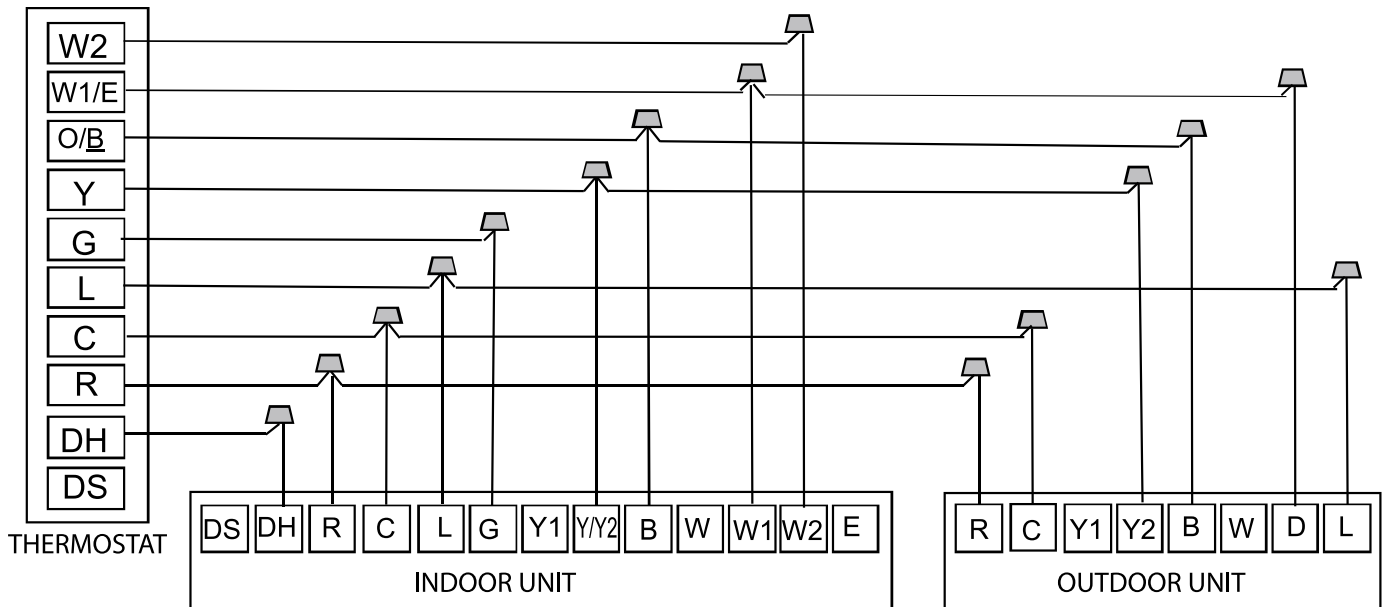 W2
W1/E
O/B
Y
G
L
C
R
DH
DS
THERMOSTAT
DS DH R C L G Y1 Y/Y2 B W W1 W2 E
INDOOR UNIT
R C Y1 Y2 B W D L
OUTDOOR UNIT